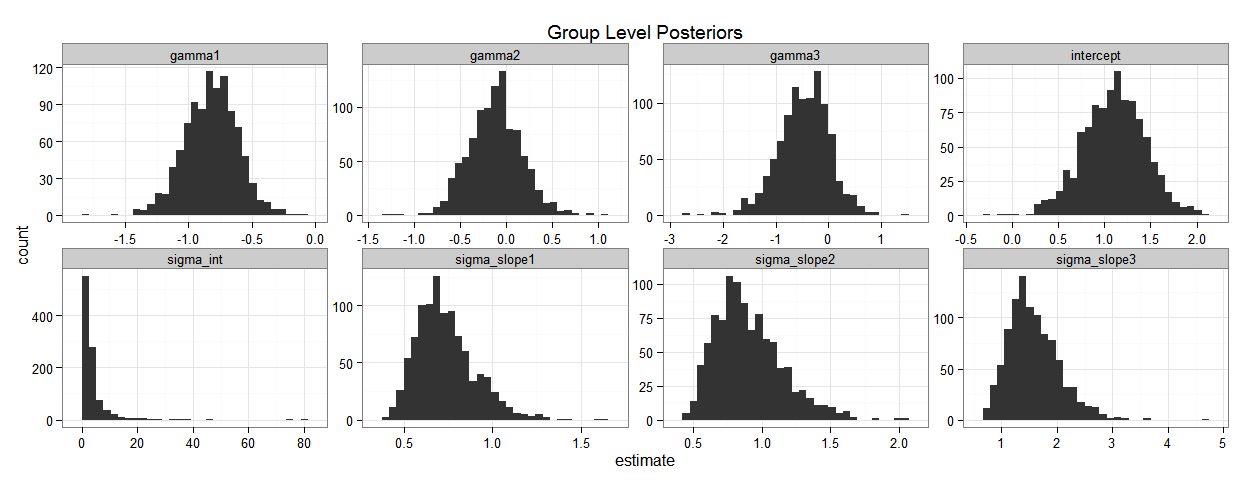 Group Level Posteriors
gamma1 gamma2 gamma3 intercept
120
90
60
30
0
100
50
0
100
50
0
100
75
50
25
0
-1.5 -1.0 -0.5 0.0
-1.5 -1.0 -0.5 0.0 0.5 1.0
-3 -2 -1 0 1
-0.5 0.0 0.5 1.0 1.5 2.0
count
sigma_int sigma_slope1 sigma_slope2 sigma_slope3
400
200
0
100
50
0
100
75
50
25
0
100
50
0
0 20 40 60 80
0.5 1.0 1.5
0.5 1.0 1.5 2.0
1 2 3 4 5
estimate